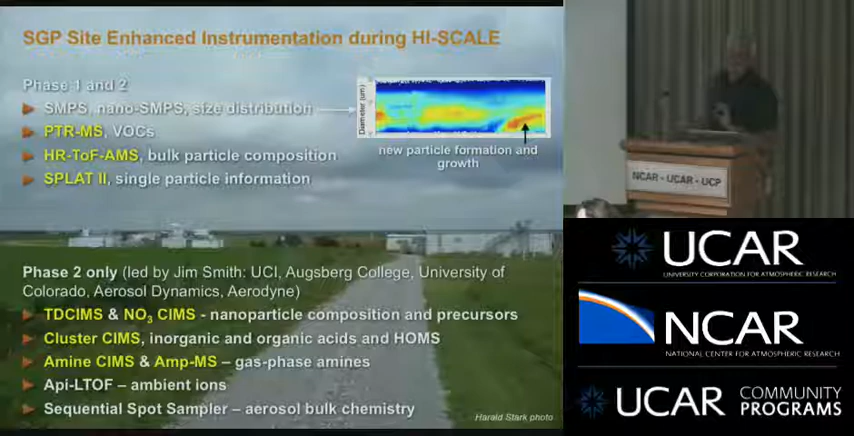 SGP Site Enhanced Instrumentation during HI-SCALE
Phase 1 and 2
SMPS, nano-SMPS, size distribution
PTR-MS, VOCs
HR-ToF-AMS, bulk particle composition
SPLAT II, single particle information
Diameter (µm)
new particle formation and
growth
Phase 2 only (led by Jim Smith: UCI, Augsberg College, University of
Colorado, Aerosol Dynamics, Aerodyne)
TDCIMS & NO3 CIMS - nanoparticle composition and precursors
Cluster CIMS, inorganic and organic acids and HOMS
Amine CIMS & Amp-MS – gas-phase amines
Api-LTOF – ambient ions
Sequential Spot Sampler – aerosol bulk chemistry
Harald Stark photo
NCAR - UCAR - UCP
UCAR
UNIVERSITY CORPORATION FOR ATMOSPHERIC RESEARCH
NCAR
NATIONAL CENTER FOR ATMOSPHERIC RESEARCH
UCAR COMMUNITY
PROGRAMS